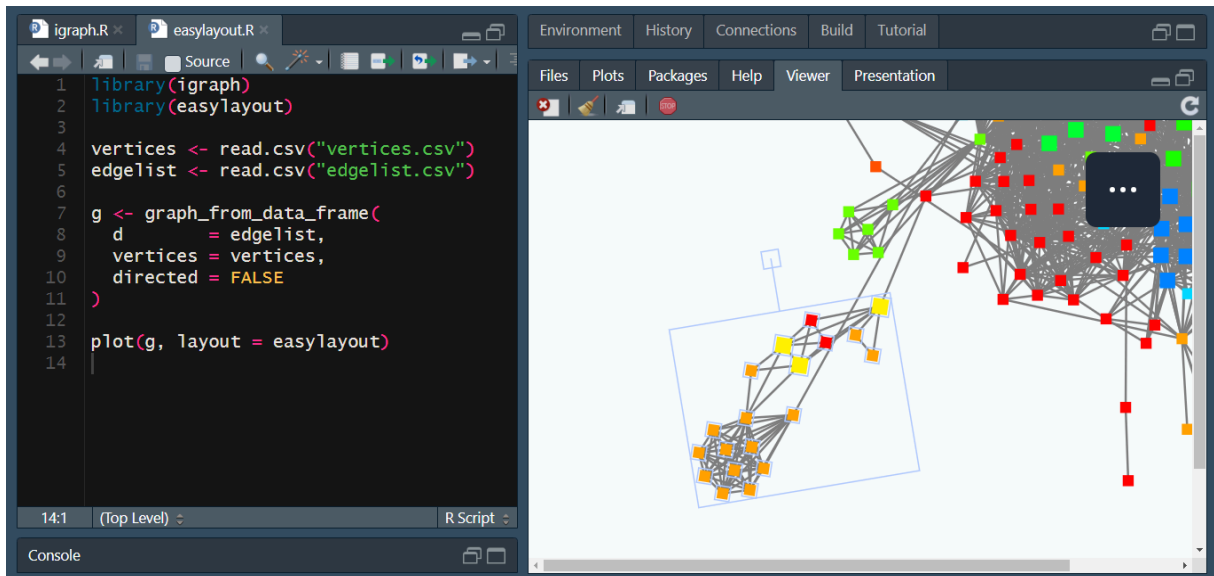 igraph.R
easylayout.R
Source
1 library(igraph)
2 library(easylayout)
3
4 vertices <- read.csv("vertices.csv")
5 edgelist <- read.csv("edgelist.csv")
6
7 g <- graph_from_data_frame(
8   d        = edgelist,
9   vertices = vertices,
10   directed = FALSE
11 )
12
13 plot(g, layout = easylayout)
14
14:1 (Top Level) R Script
Console
Environment History Connections Build Tutorial
Files Plots Packages Help Viewer Presentation
STOP
...